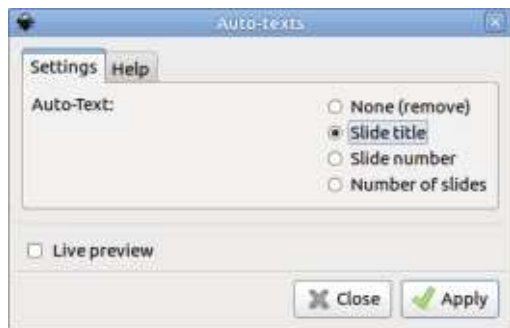 Auto-texts
Settings Help
Auto-Text:
None (remove)
Slide title
Slide number
Number of slides
Live preview
Close Apply